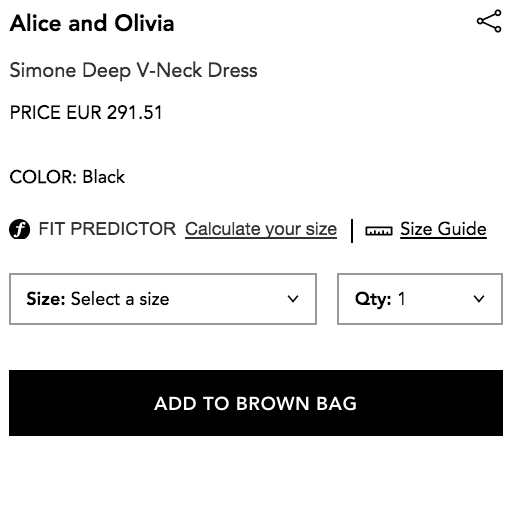 Alice and Olivia
Simone Deep V-Neck Dress
PRICE EUR 291.51
COLOR: Black
f FIT PREDICTOR Calculate your size | Size Guide
Size: Select a size Qty: 1
ADD TO BROWN BAG